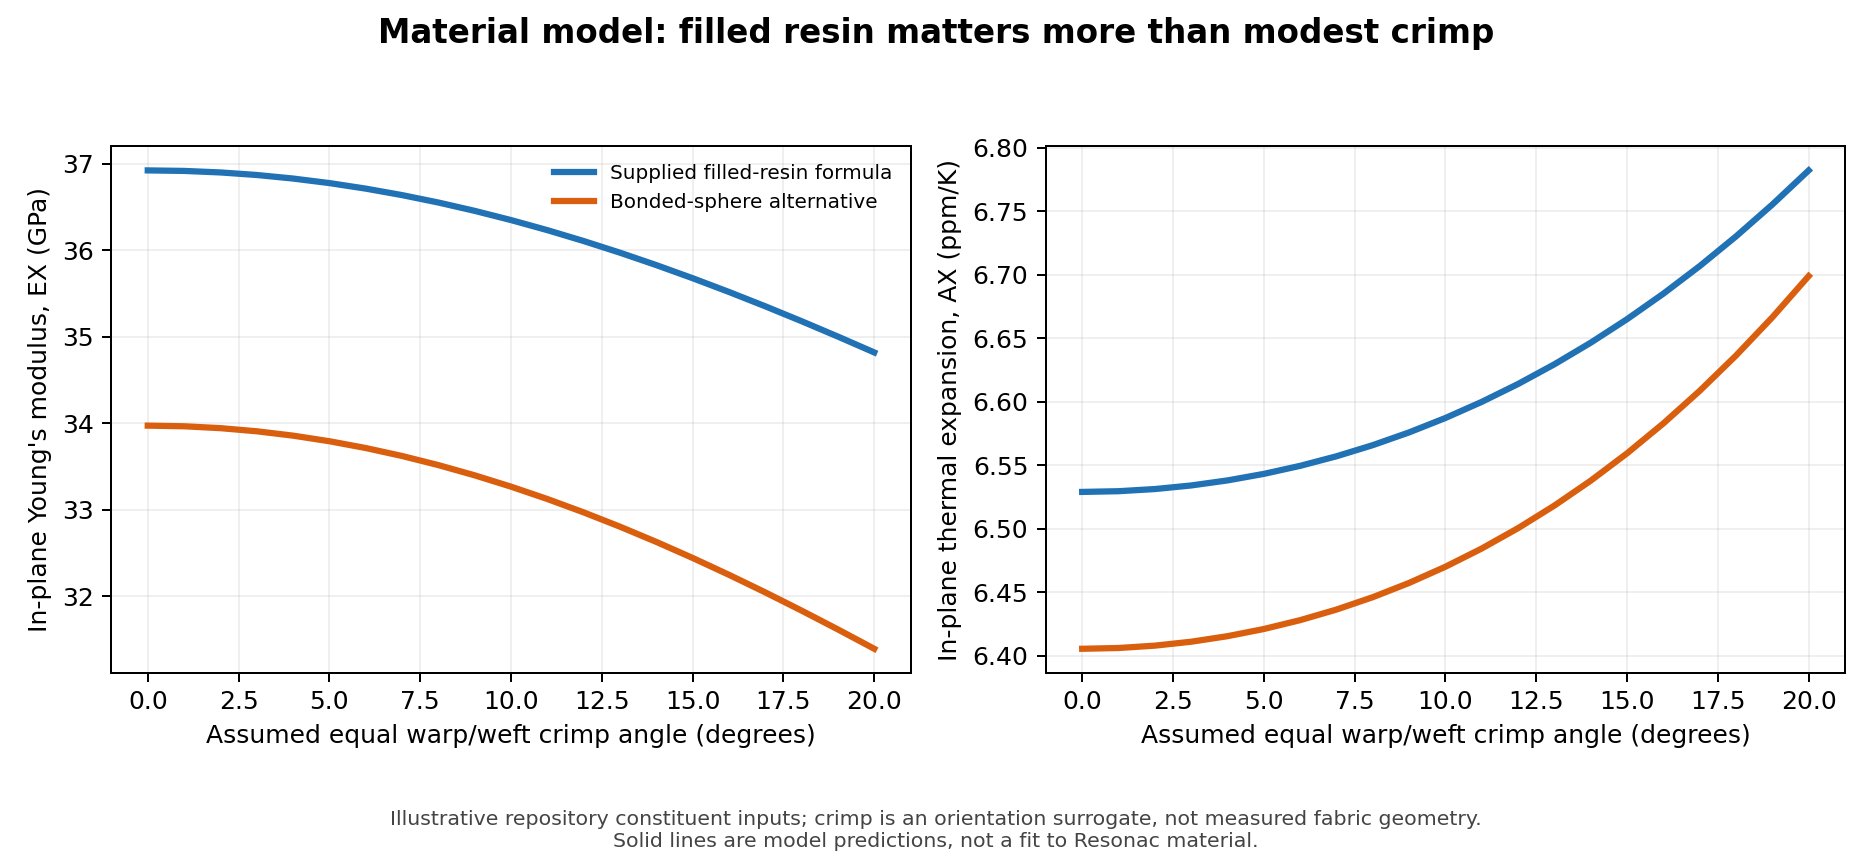 Material model: filled resin matters more than modest crimp
In-plane Young's modulus, EX (GPa)
37
36
35
34
33
32
Supplied filled-resin formula
Bonded-sphere alternative
0.0 2.5 5.0 7.5 10.0 12.5 15.0 17.5 20.0
Assumed equal warp/weft crimp angle (degrees)
In-plane thermal expansion, AX (ppm/K)
6.80
6.75
6.70
6.65
6.60
6.55
6.50
6.45
6.40
0.0 2.5 5.0 7.5 10.0 12.5 15.0 17.5 20.0
Assumed equal warp/weft crimp angle (degrees)
Illustrative repository constituent inputs; crimp is an orientation surrogate, not measured fabric geometry.
Solid lines are model predictions, not a fit to Resonac material.